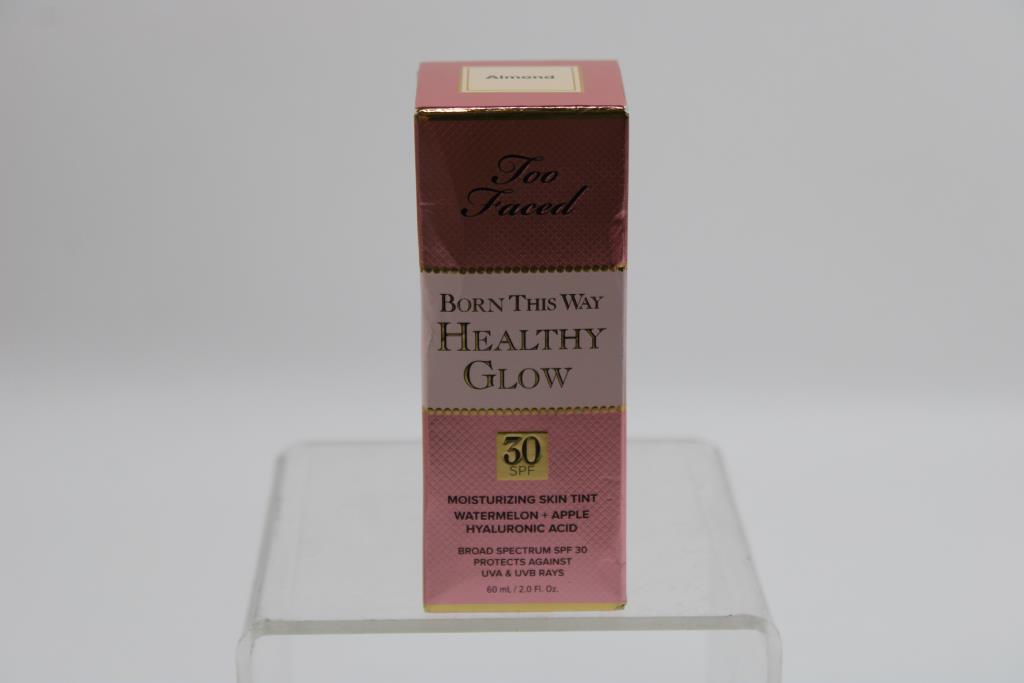 Almond
Too
Faced
BORN THIS WAY
HEALTHY
GLOW
30
SPF
MOISTURIZING SKIN TINT
WATERMELON + APPLE
HYALURONIC ACID
BROAD SPECTRUM SPF 30
PROTECTS AGAINST
UVA & UVB RAYS
60 mL / 2.0 Fl. Oz.